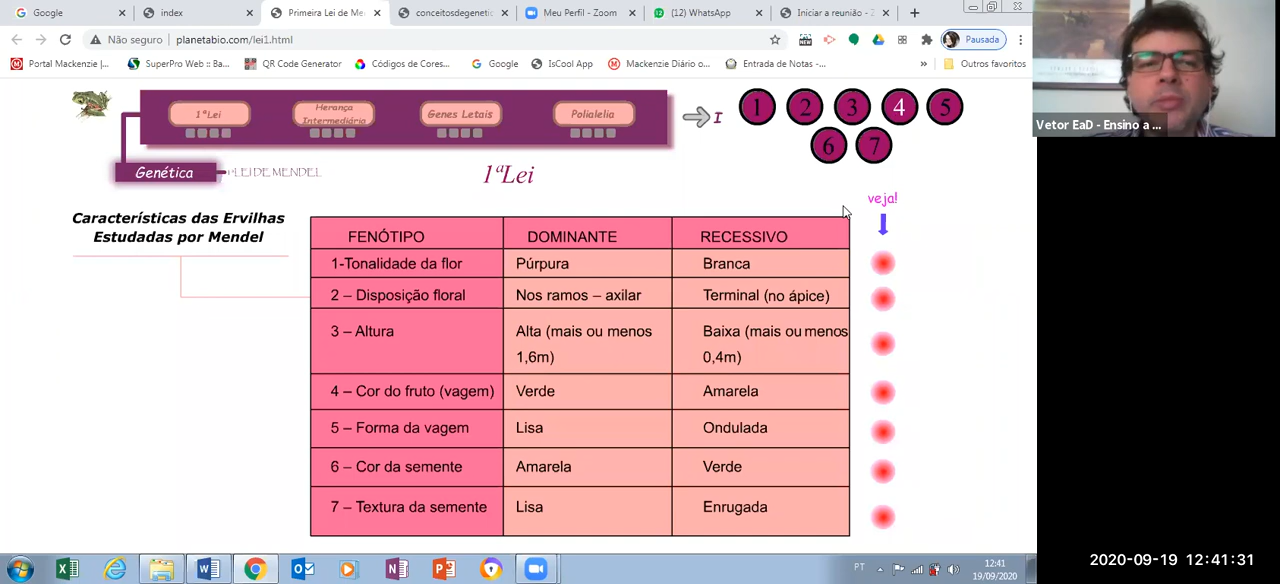 Google
index
Primeira Lei de Me
conceitosdegenetic
Meu Perfil - Zoom
(12) WhatsApp
Iniciar a reunião - Z
Não seguro | planetabio.com/lei1.html
Pausada
Portal Mackenzie |...
SuperPro Web :: Ba...
QR Code Generator
Códigos de Cores...
Google
IsCool App
Mackenzie Diário o...
Entrada de Notas -...
»
Outros favoritos
1ªLei
Herança
Intermediária
Genes Letais
Polialelia
I
1 2 3 4 5
6 7
Genética
1ª LEI DE MENDEL
1ªLei
veja!
Características das Ervilhas
Estudadas por Mendel
FENÓTIPO DOMINANTE RECESSIVO
1-Tonalidade da flor Púrpura Branca
2 – Disposição floral Nos ramos – axilar Terminal (no ápice)
3 – Altura Alta (mais ou menos Baixa (mais ou menos
1,6m) 0,4m)
4 – Cor do fruto (vagem) Verde Amarela
5 – Forma da vagem Lisa Ondulada
6 – Cor da semente Amarela Verde
7 – Textura da semente Lisa Enrugada
Vetor EaD - Ensino a ...
PT
12:41
19/09/2020
2020-09-19 12:41:31